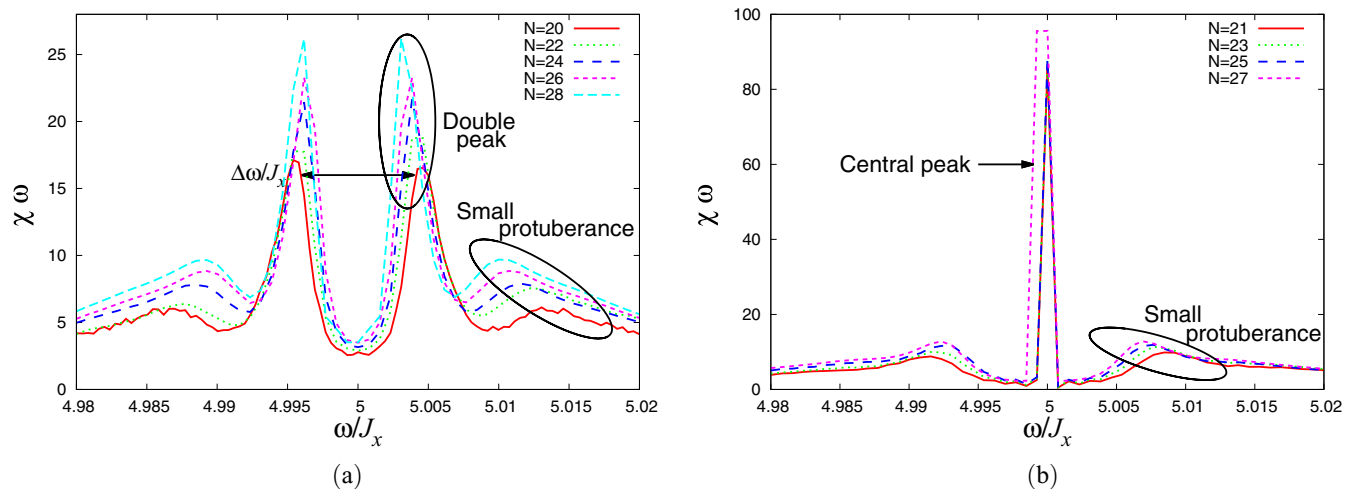 N=20
N=22
N=24
N=26
N=28
Double
peak
Δω/Jx
Small
protuberance
χ ω
25
20
15
10
5
0
4.98
4.985
4.99
4.995
5
5.005
5.01
5.015
5.02
ω/Jx
(a)
N=21
N=23
N=25
N=27
Central peak
Small
protuberance
χ ω
100
80
60
40
20
0
4.98
4.985
4.99
4.995
5
5.005
5.01
5.015
5.02
ω/Jx
(b)